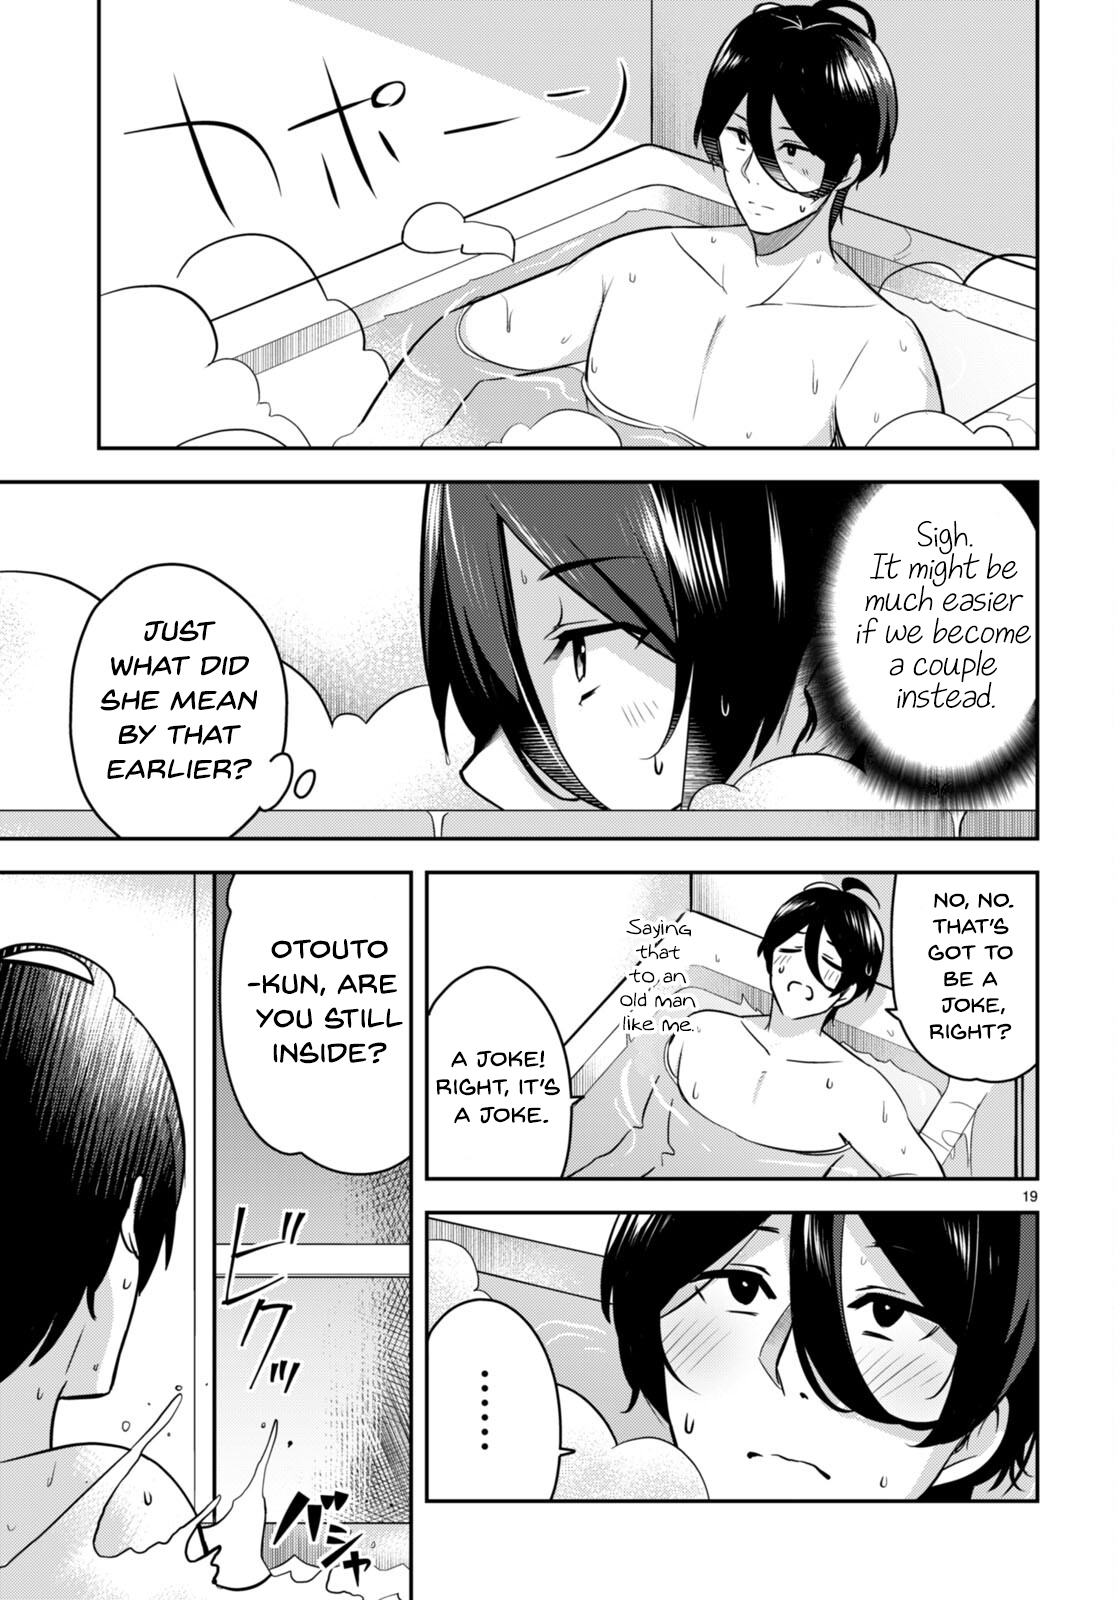 カポーン
Sigh.
It might be
much easier
if we become
a couple
instead.
JUST
WHAT DID
SHE MEAN
BY THAT
EARLIER?
NO, NO.
THAT'S
GOT TO
BE A
JOKE,
RIGHT?
Saying
that
to an
old man
like me.
A JOKE!
RIGHT, IT'S
A JOKE.
19
........
OTOUTO
-KUN, ARE
YOU STILL
INSIDE?
ビクッ
バシャ